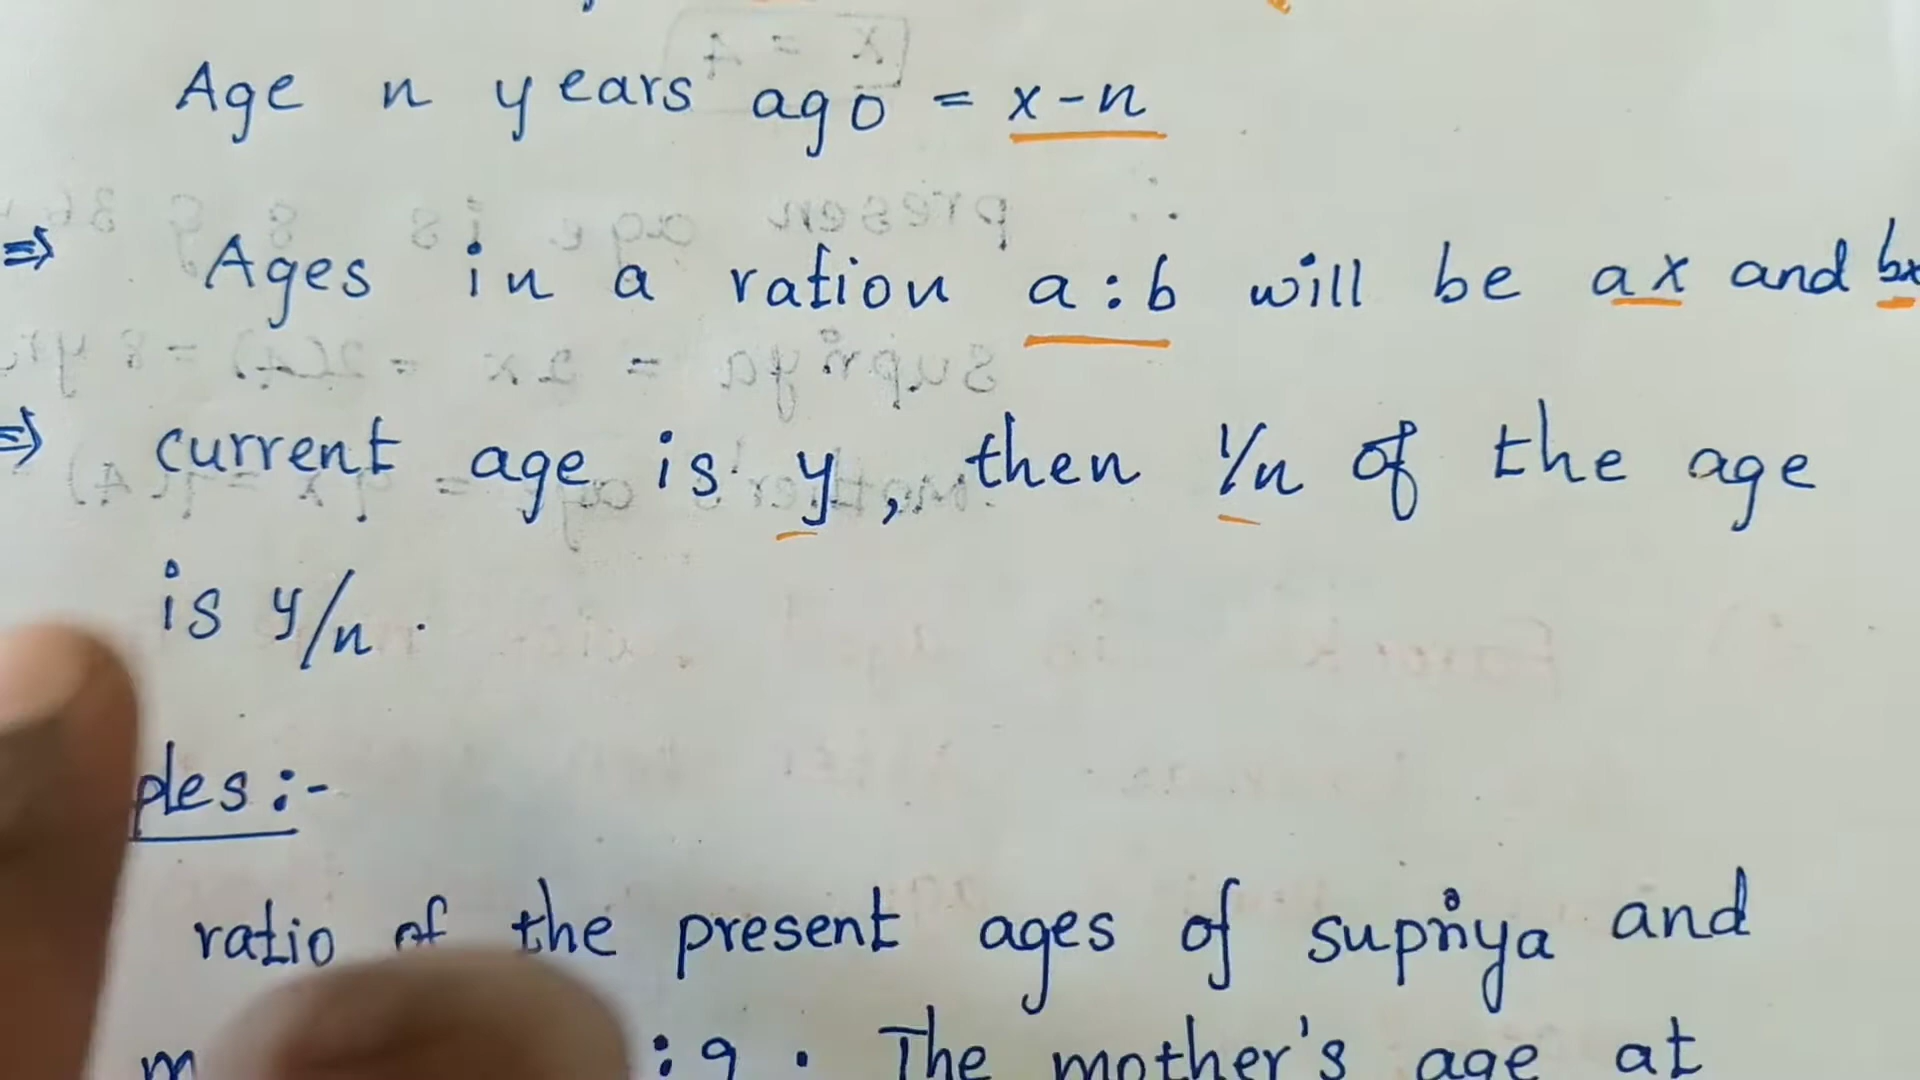 Age n years ago = x-n
⇒ Ages in a ration a:b will be ax and bx
⇒ current age is y, then 1/n of the age
is y/n.
ples:-
ratio of the present ages of supriya and
m :9. The mother's age at